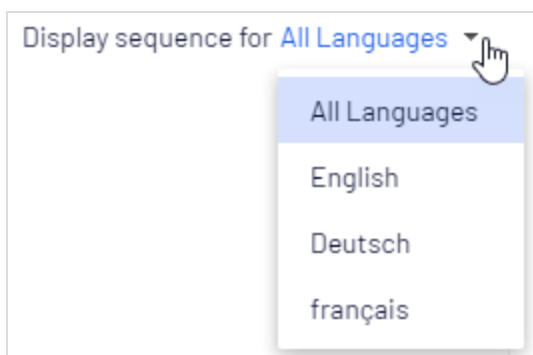 Display sequence for All Languages
All Languages
English
Deutsch
français